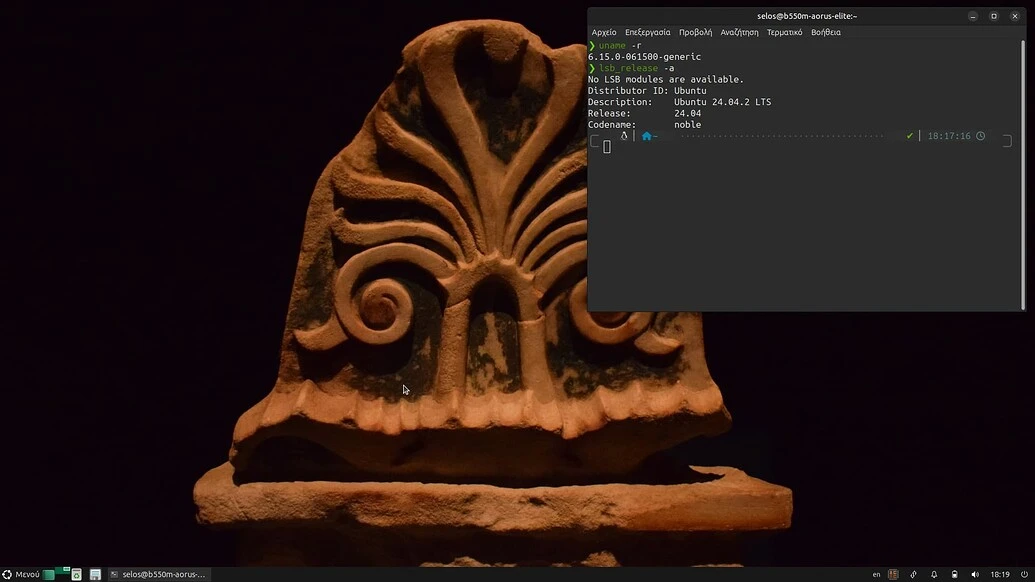 selos@b550m-aorus-elite:~
Αρχείο Επεξεργασία Προβολή Αναζήτηση Τερματικό Βοήθεια
❯ uname -r
6.15.0-061500-generic
❯ lsb_release -a
No LSB modules are available.
Distributor ID: Ubuntu
Description: Ubuntu 24.04.2 LTS
Release: 24.04
Codename: noble
~ ✔ 18:17:16
Μενού selos@b550m-aorus-... en 18:19